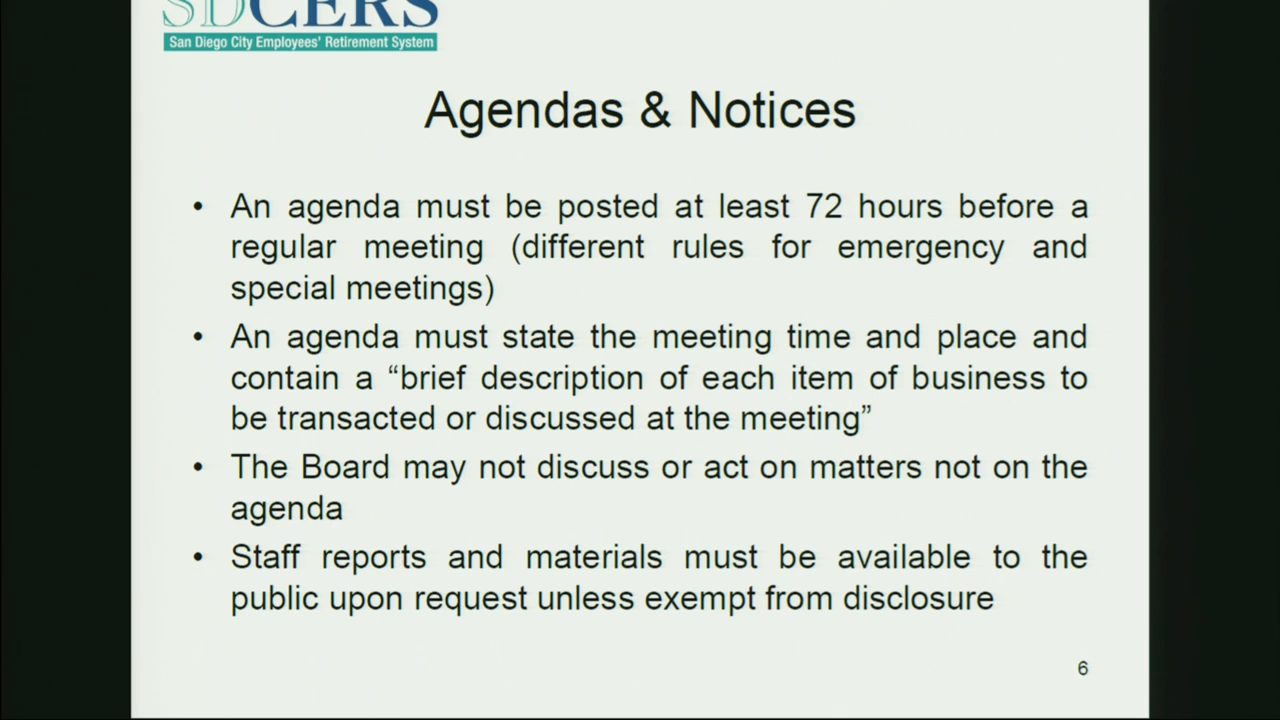 SDCERS
San Diego City Employees' Retirement System
Agendas & Notices
• An agenda must be posted at least 72 hours before a
regular meeting (different rules for emergency and
special meetings)
• An agenda must state the meeting time and place and
contain a “brief description of each item of business to
be transacted or discussed at the meeting”
• The Board may not discuss or act on matters not on the
agenda
• Staff reports and materials must be available to the
public upon request unless exempt from disclosure
6